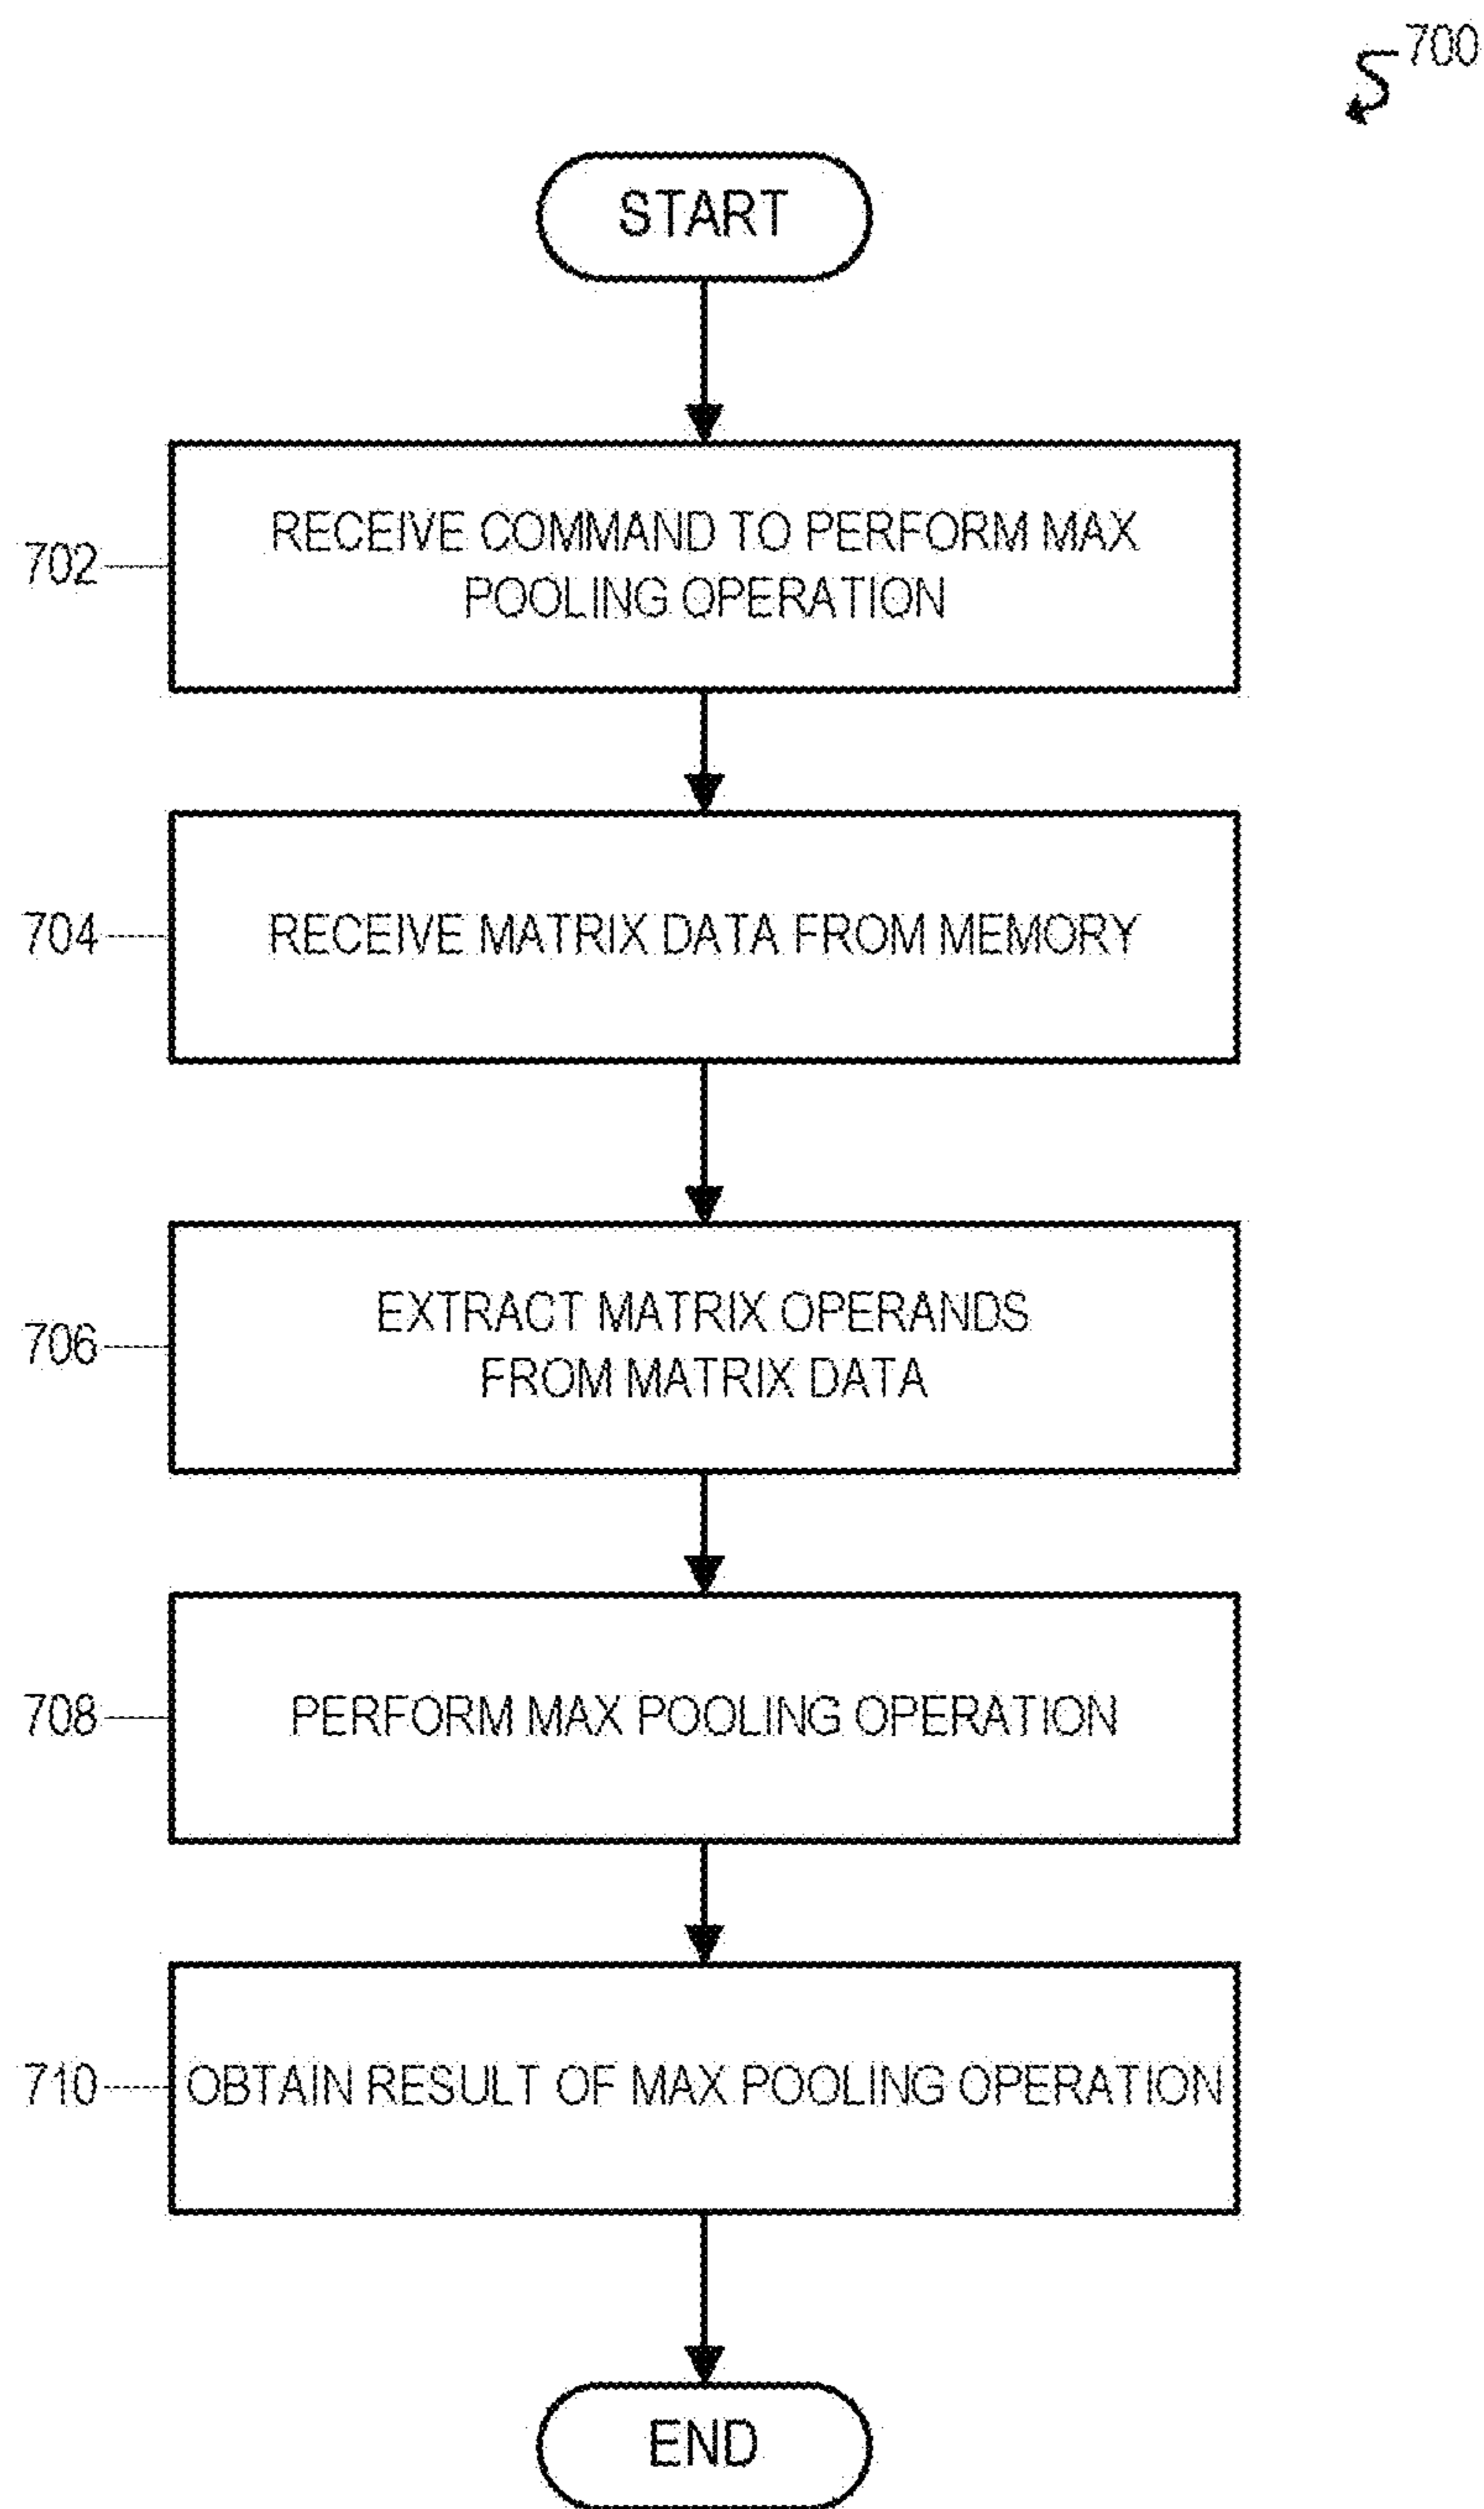 700
START
702
RECEIVE COMMAND TO PERFORM MAX
POOLING OPERATION
704
RECEIVE MATRIX DATA FROM MEMORY
706
EXTRACT MATRIX OPERANDS
FROM MATRIX DATA
708
PERFORM MAX POOLING OPERATION
710
OBTAIN RESULT OF MAX POOLING OPERATION
END